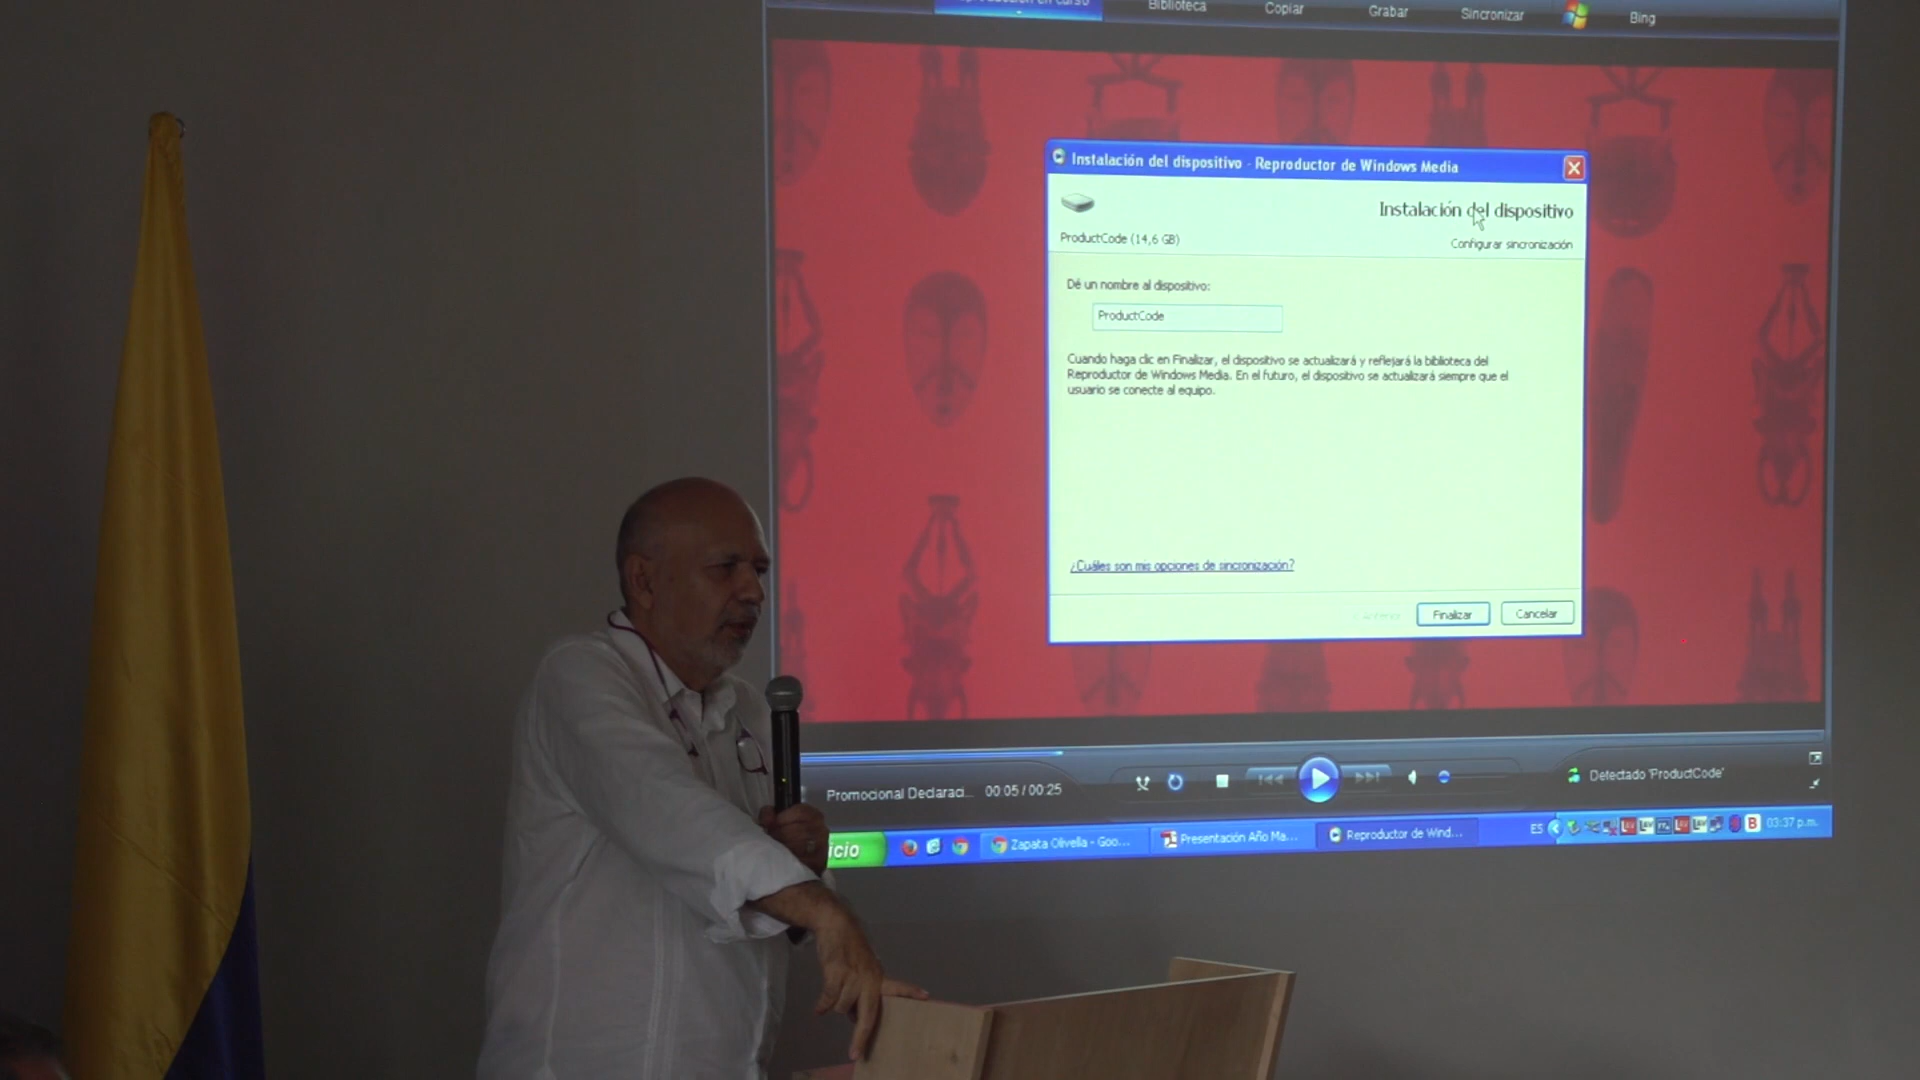 Biblioteca Copiar Grabar Sincronizar Bing
Instalación del dispositivo - Reproductor de Windows Media
Instalación del dispositivo
ProductCode (14,6 GB)
Configurar sincronización
Dé un nombre al dispositivo:
ProductCode
Cuando haga clic en Finalizar, el dispositivo se actualizará y reflejará la biblioteca del
Reproductor de Windows Media. En el futuro, el dispositivo se actualizará siempre que el
usuario se conecte al equipo.
¿Cuáles son mis opciones de sincronización?
< Anterior Finalizar Cancelar
Promocional Declaraci... 00:05 / 00:25 Detectado 'ProductCode'
icio Zapata Olivella - Goo... Presentación Año Ma... Reproductor de Wind... ES B 03:37 p.m.